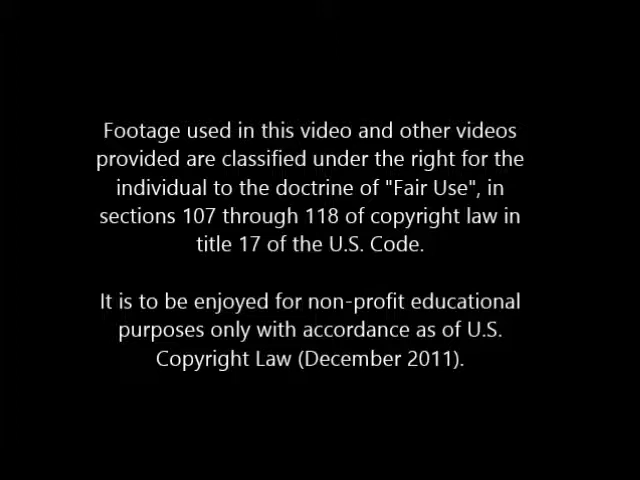 Footage used in this video and other videos
provided are classified under the right for the
individual to the doctrine of "Fair Use", in
sections 107 through 118 of copyright law in
title 17 of the U.S. Code.
It is to be enjoyed for non-profit educational
purposes only with accordance as of U.S.
Copyright Law (December 2011).